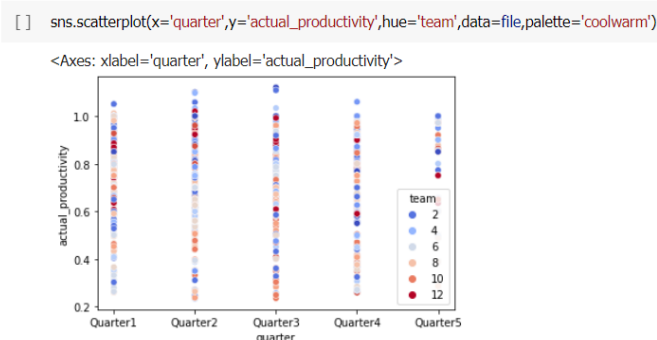 [ ] sns.scatterplot(x='quarter',y='actual_productivity',hue='team',data=file,palette='coolwarm')
<Axes: xlabel='quarter', ylabel='actual_productivity'>
1.0
0.8
actual_productivity
0.6
0.4
0.2
team
2
4
6
8
10
12
Quarter1 Quarter2 Quarter3 Quarter4 Quarter5
quarter